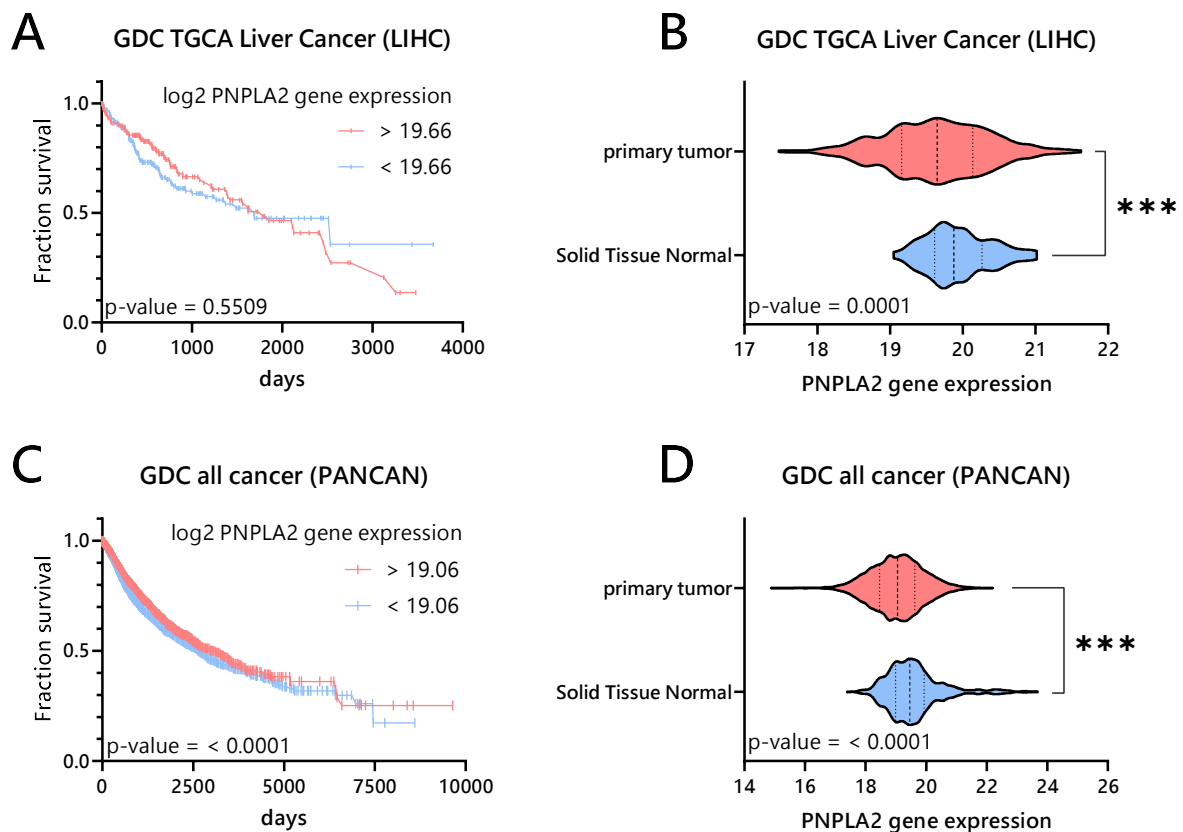 A
GDC TGCA Liver Cancer (LIHC)
log2 PNPLA2 gene expression
> 19.66
< 19.66
Fraction survival
1.0
0.5
0.0
p-value = 0.5509
0
1000
2000
3000
4000
days
B
GDC TGCA Liver Cancer (LIHC)
primary tumor
Solid Tissue Normal
***
p-value = 0.0001
17
18
19
20
21
22
PNPLA2 gene expression
C
GDC all cancer (PANCAN)
log2 PNPLA2 gene expression
> 19.06
< 19.06
Fraction survival
1.0
0.5
0.0
p-value = < 0.0001
0
2500
5000
7500
10000
days
D
GDC all cancer (PANCAN)
primary tumor
Solid Tissue Normal
***
p-value = < 0.0001
14
16
18
20
22
24
26
PNPLA2 gene expression